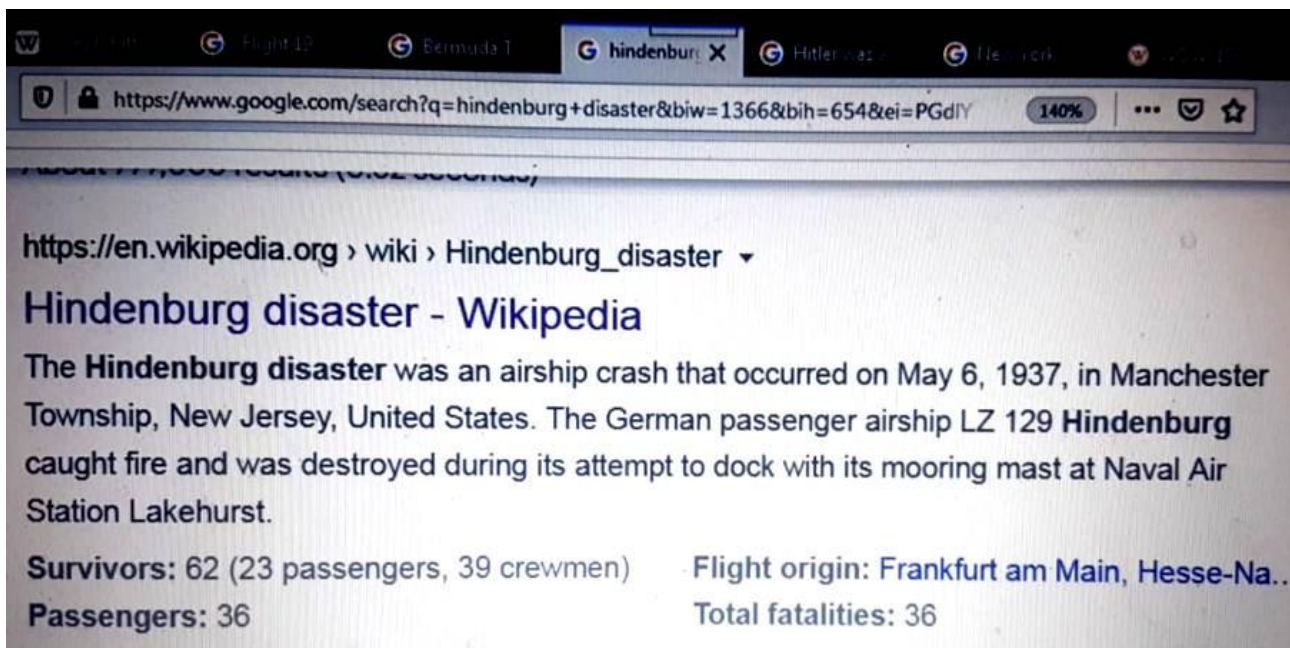 Flight 19
Bermuda T
hindenburg
Hitler was
New York
https://www.google.com/search?q=hindenburg+disaster&biw=1366&bih=654&ei=PGdIY
140%
https://en.wikipedia.org › wiki › Hindenburg_disaster
Hindenburg disaster - Wikipedia
The Hindenburg disaster was an airship crash that occurred on May 6, 1937, in Manchester
Township, New Jersey, United States. The German passenger airship LZ 129 Hindenburg
caught fire and was destroyed during its attempt to dock with its mooring mast at Naval Air
Station Lakehurst.
Survivors: 62 (23 passengers, 39 crewmen)
Flight origin: Frankfurt am Main, Hesse-Na..
Passengers: 36
Total fatalities: 36